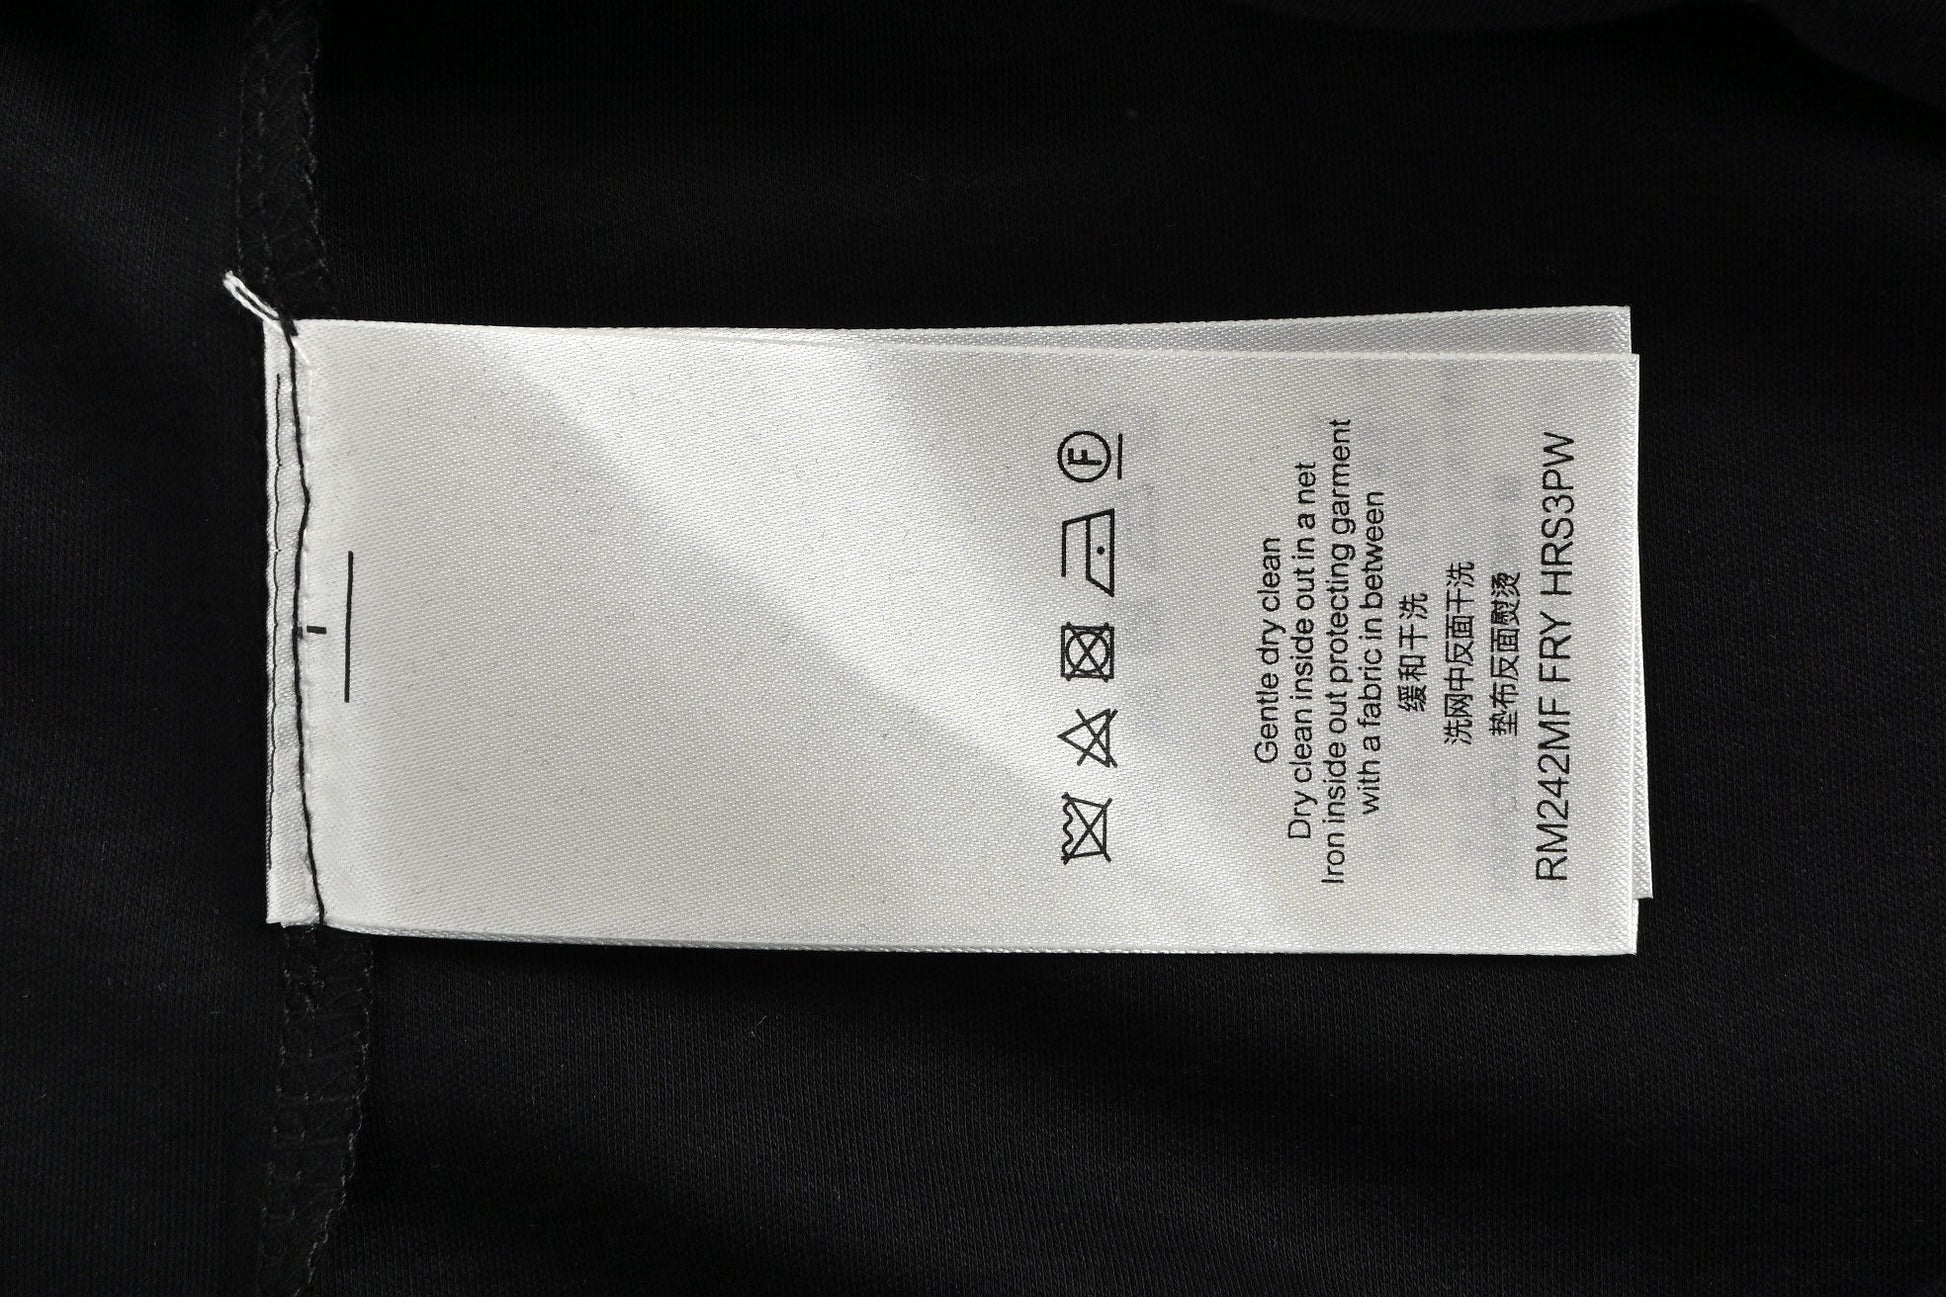 F
Gentle dry clean
Dry clean inside out in a net
Iron inside out protecting garment
with a fabric in between
缓和干洗
洗网中反面干洗
垫布反面熨烫
RM242MF FRY HRS3PW